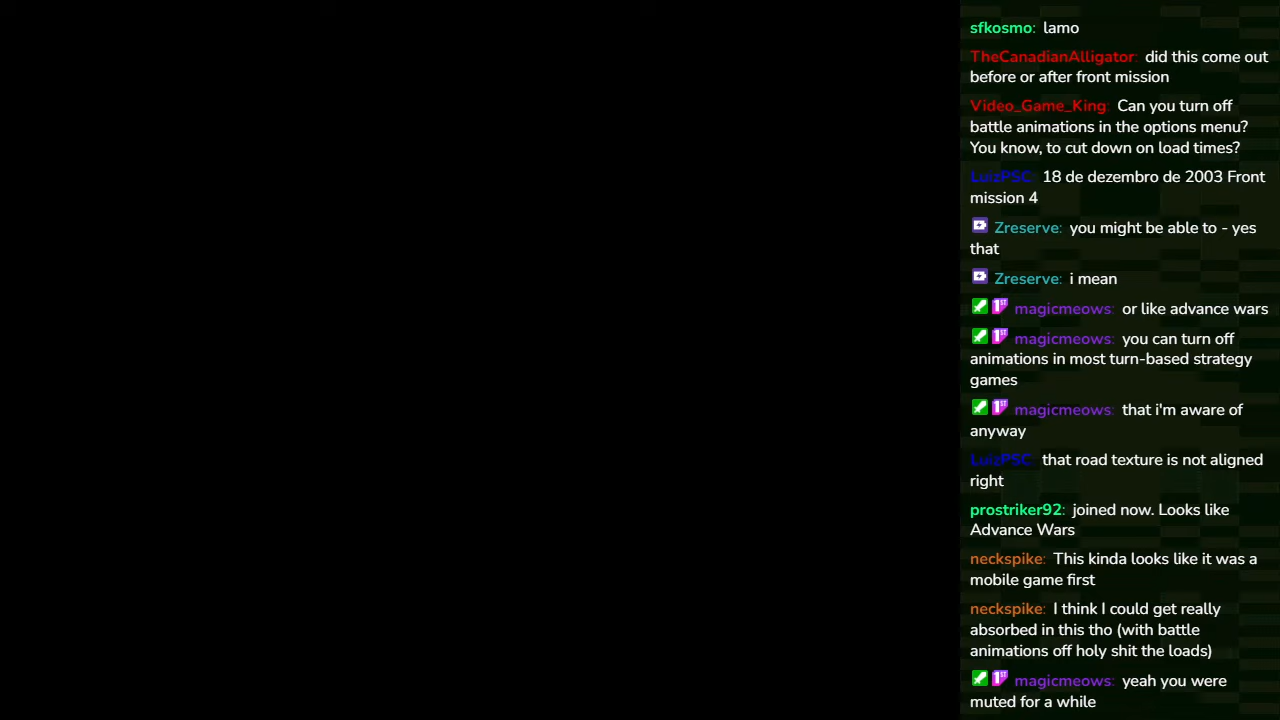 sfkosmo: lamo
TheCanadianAlligator: did this come out
before or after front mission
Video_Game_King: Can you turn off
battle animations in the options menu?
You know, to cut down on load times?
LuizPSC: 18 de dezembro de 2003 Front
mission 4
Zreserve: you might be able to - yes
that
Zreserve: i mean
magicmeows: or like advance wars
magicmeows: you can turn off
animations in most turn-based strategy
games
magicmeows: that i'm aware of
anyway
LuizPSC: that road texture is not aligned
right
prostriker92: joined now. Looks like
Advance Wars
neckspike: This kinda looks like it was a
mobile game first
neckspike: I think I could get really
absorbed in this tho (with battle
animations off holy shit the loads)
magicmeows: yeah you were
muted for a while